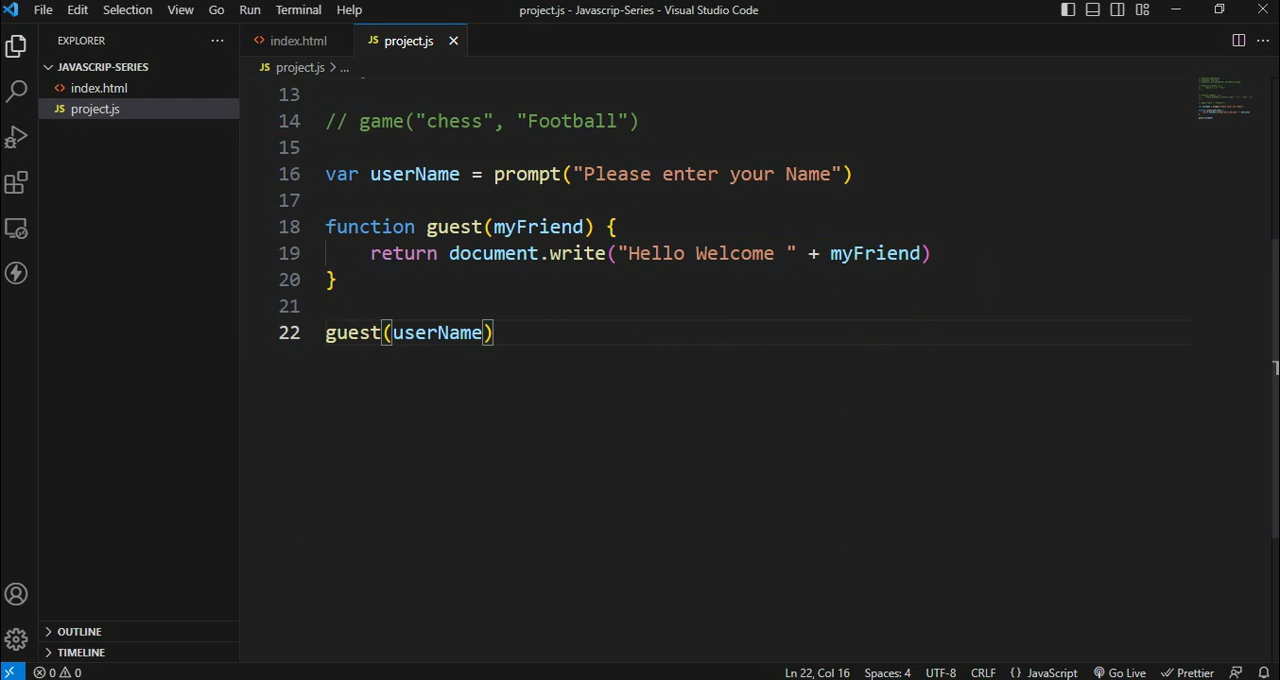 File Edit Selection View Go Run Terminal Help project.js - Javascrip-Series - Visual Studio Code
EXPLORER ...
JAVASCRIP-SERIES
<> index.html
JS project.js
OUTLINE
TIMELINE
<> index.html JS project.js
JS project.js > ...
13
14 // game("chess", "Football")
15
16 var userName = prompt("Please enter your Name")
17
18 function guest(myFriend) {
19 return document.write("Hello Welcome " + myFriend)
20 }
21
22 guest(userName)
0 0 Ln 22, Col 16 Spaces: 4 UTF-8 CRLF {} JavaScript Go Live Prettier